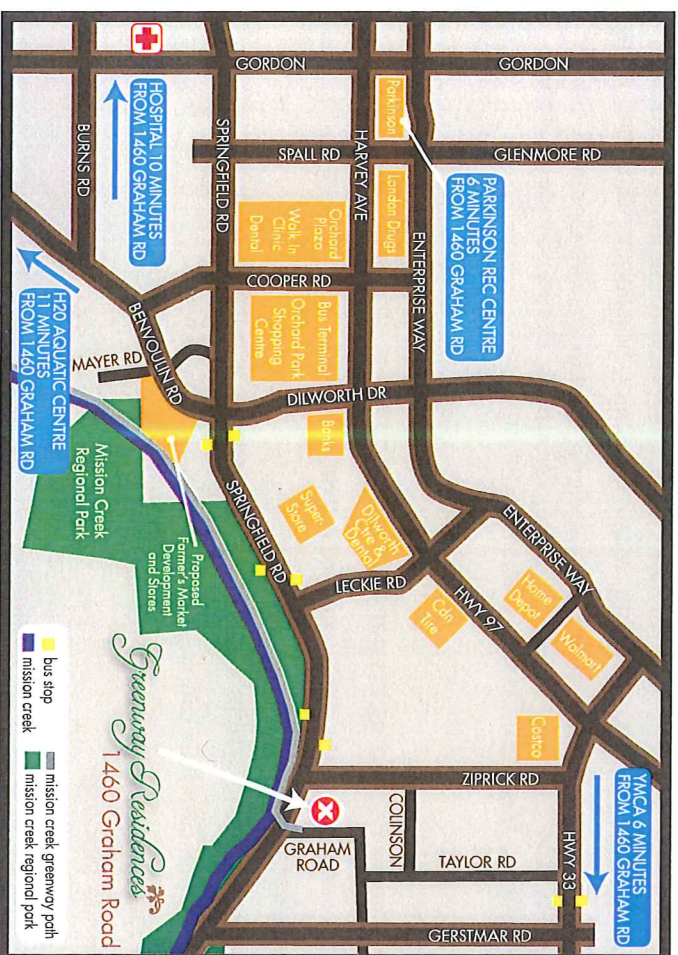 GORDON
GORDON
Parkinson
PARKINSON REC CENTRE
6 MINUTES
FROM 1460 GRAHAM RD
HOSPITAL 10 MINUTES
FROM 1460 GRAHAM RD
BURNS RD
SPRINGFIELD RD
SPALL RD
HARVEY AVE
GLENMORE RD
London Drugs
ENTERPRISE WAY
Orchard
Plaza
Walk In
Clinic
Dental
COOPER RD
Bus Terminal
Orchard Park
Shopping
Centre
BENVOULIN RD
MAYER RD
H20 AQUATIC CENTRE
11 MINUTES
FROM 1460 GRAHAM RD
DILWORTH DR
Banks
Super
Store
Dilworth
Ctre &
Dental
Mission Creek
Regional Park
Proposed
Farmer's Market
Development
and Stores
SPRINGFIELD RD
LECKIE RD
ENTERPRISE WAY
HWY 97
Home
Depot
Walmart
Cdn
Tire
Costco
ZIPRICK RD
YMCA 6 MINUTES
FROM 1460 GRAHAM RD
HWY 33
COLINSON
TAYLOR RD
GRAHAM
ROAD
GERSTMAR RD
Greenway Residences
1460 Graham Road
bus stop
mission creek
mission creek greenway path
mission creek regional park